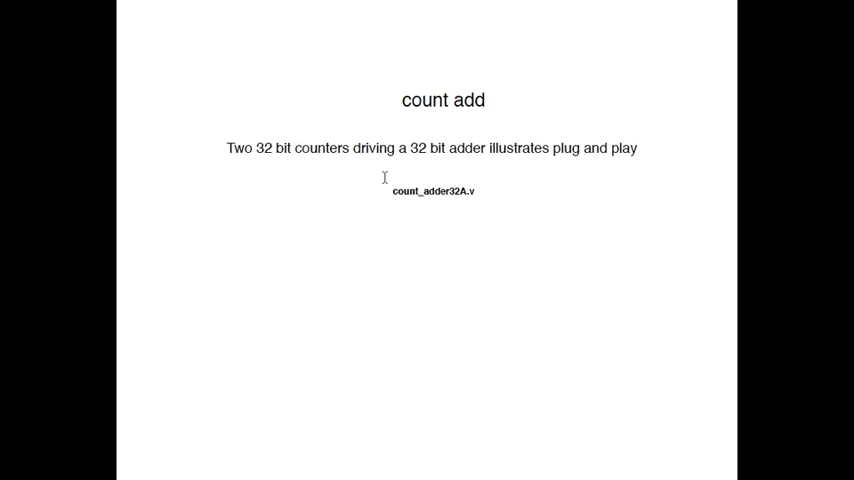 count add
Two 32 bit counters driving a 32 bit adder illustrates plug and play
count_adder32A.v